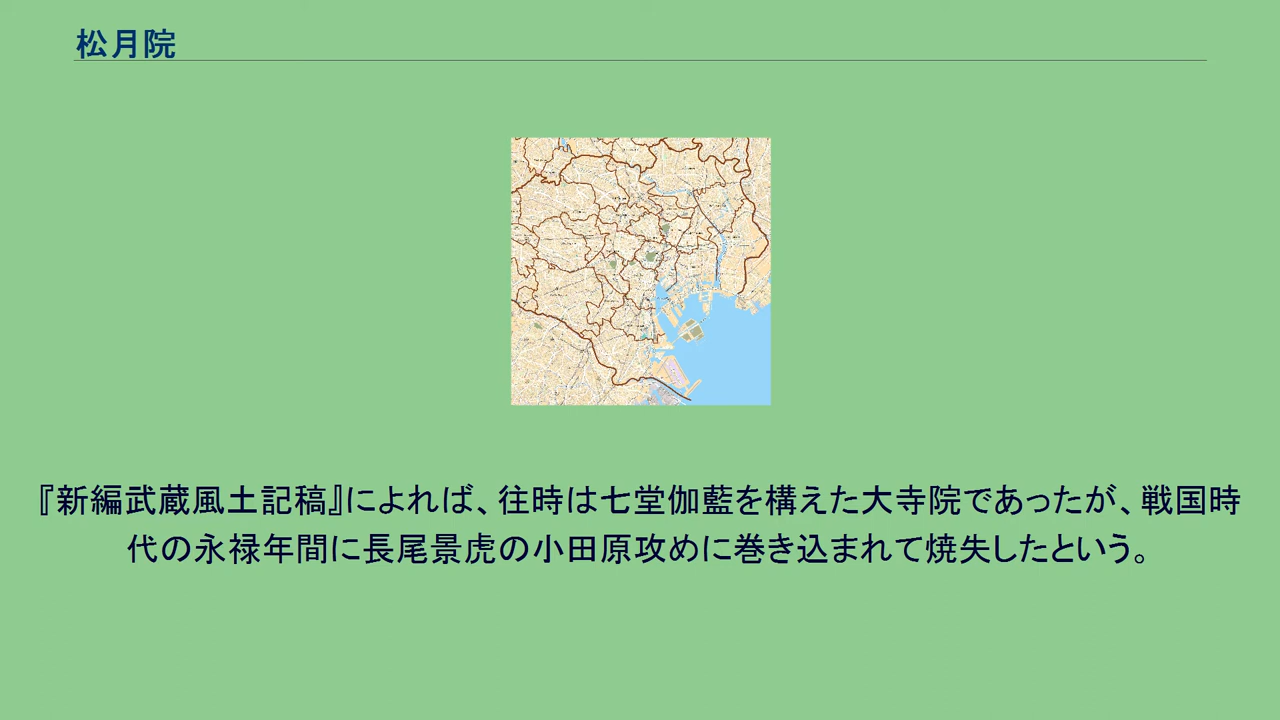 松月院
『新編武蔵風土記稿』によれば、往時は七堂伽藍を構えた大寺院であったが、戦国時
代の永禄年間に長尾景虎の小田原攻めに巻き込まれて焼失したという。